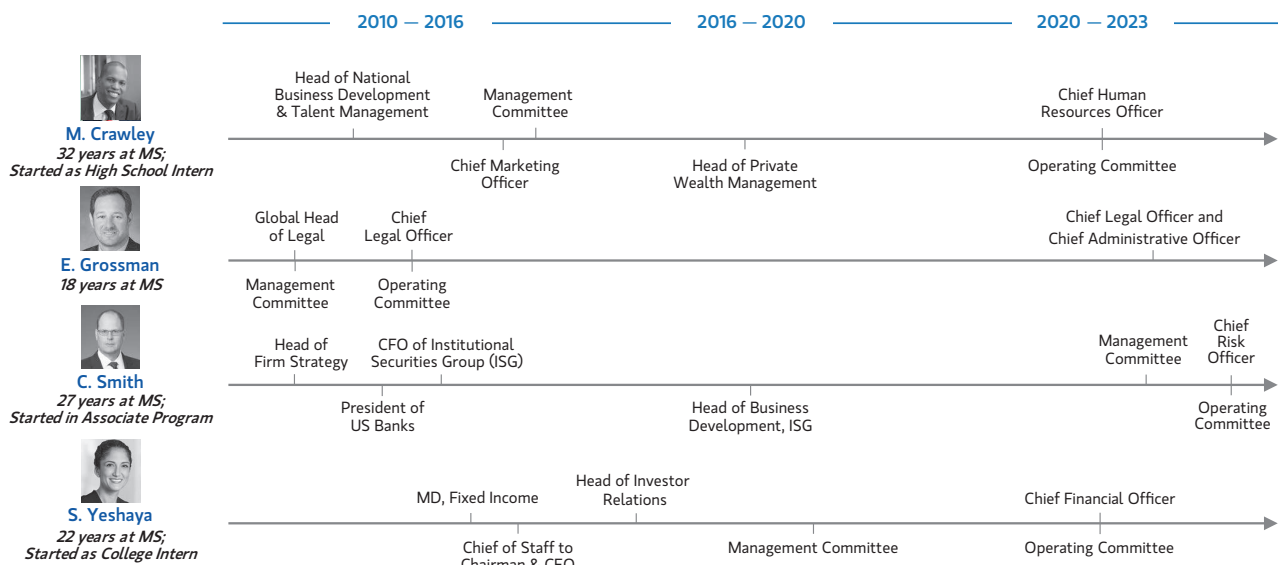 2010 — 2016
2016 — 2020
2020 — 2023
M. Crawley
32 years at MS;
Started as High School Intern
Head of National
Business Development
& Talent Management
Management
Committee
Chief Human
Resources Officer
Chief Marketing
Officer
Head of Private
Wealth Management
Operating Committee
E. Grossman
18 years at MS
Global Head
of Legal
Chief
Legal Officer
Chief Legal Officer and
Chief Administrative Officer
Management
Committee
Operating
Committee
C. Smith
27 years at MS;
Started in Associate Program
Head of
Firm Strategy
CFO of Institutional
Securities Group (ISG)
Management
Committee
Chief
Risk
Officer
President of
US Banks
Head of Business
Development, ISG
Operating
Committee
S. Yeshaya
22 years at MS;
Started as College Intern
MD, Fixed Income
Head of Investor
Relations
Chief Financial Officer
Chief of Staff to
Chairman & CEO
Management Committee
Operating Committee